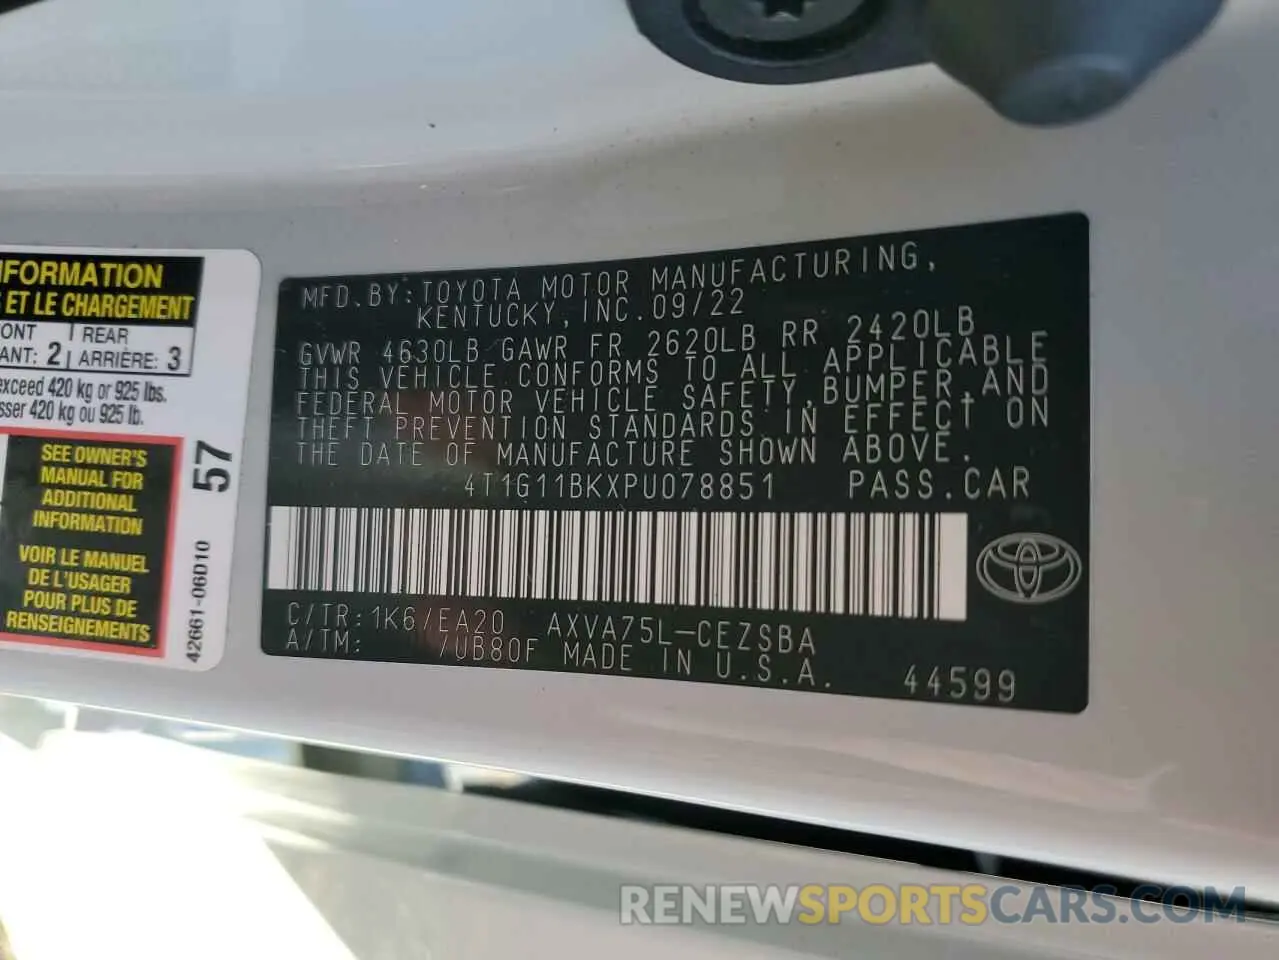 NFORMATION
ET LE CHARGEMENT
ONT | REAR
ANT: 2 | ARRIÈRE: 3
exceed 420 kg or 925 lbs.
sser 420 kg ou 925 lb.
SEE OWNER'S
MANUAL FOR
ADDITIONAL
INFORMATION
VOIR LE MANUEL
DE L'USAGER
POUR PLUS DE
RENSEIGNEMENTS
57
42661-06D10
MFD.BY:TOYOTA MOTOR MANUFACTURING,
KENTUCKY, INC. 09/22
GVWR 4630LB GAWR FR 2620LB RR 2420LB
THIS VEHICLE CONFORMS TO ALL APPLICABLE
FEDERAL MOTOR VEHICLE SAFETY, BUMPER, AND
THEFT PREVENTION STANDARDS IN EFFECT ON
THE DATE OF MANUFACTURE SHOWN ABOVE.
4T1G11BKXPU078851 PASS.CAR
C/TR:1K6/EA20 AXVA75L-CEZSBA
A/TM: /UB80F MADE IN U.S.A.
44599
RENEWSPORTSCARS.COM